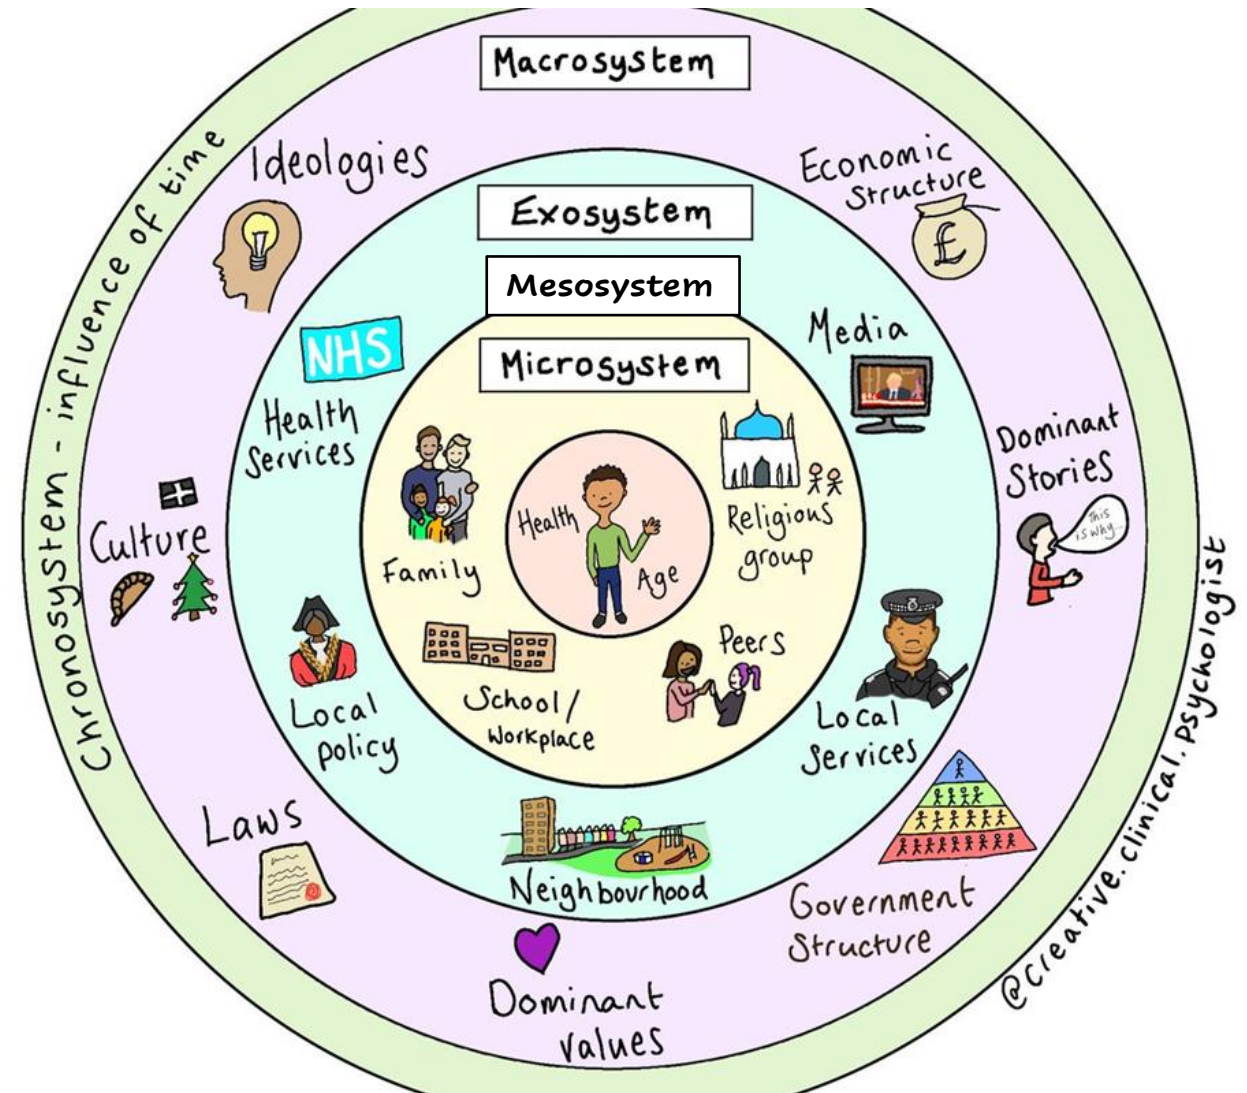 Macrosystem
Chronosystem - influence of time
Ideologies
Economic
Structure
£
Exosystem
Mesosystem
Microsystem
NHS
Health
Services
Media
Dominant
Stories
This
is why...
Culture
Family
Health
Age
Religious
group
School/
workplace
Peers
Local
policy
Local
Services
Neighbourhood
Laws
Government
Structure
Dominant
values
@creative.clinical.psychologist